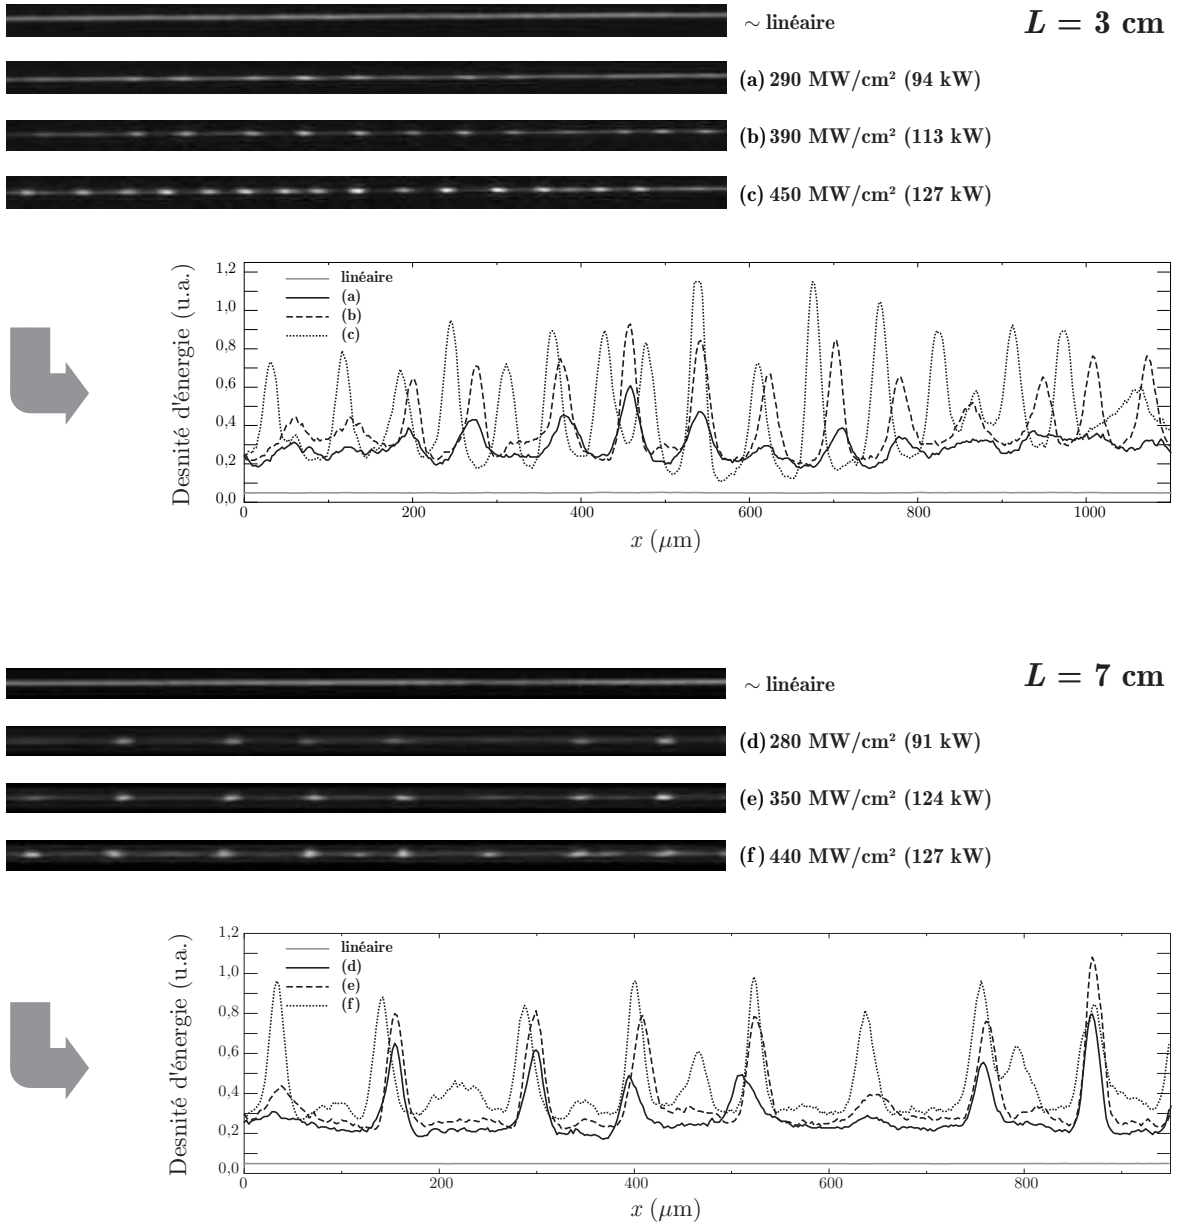 ∼ linéaire
L = 3 cm
(a) 290 MW/cm² (94 kW)
(b) 390 MW/cm² (113 kW)
(c) 450 MW/cm² (127 kW)
Desnité d'énergie (u.a.)
1,2
1,0
0,8
0,6
0,4
0,2
0,0
linéaire
(a)
(b)
(c)
0 200 400 600 800 1000
x (μm)
∼ linéaire
L = 7 cm
(d) 280 MW/cm² (91 kW)
(e) 350 MW/cm² (124 kW)
(f) 440 MW/cm² (127 kW)
Desnité d'énergie (u.a.)
1,2
1,0
0,8
0,6
0,4
0,2
0,0
linéaire
(d)
(e)
(f)
0 200 400 600 800
x (μm)